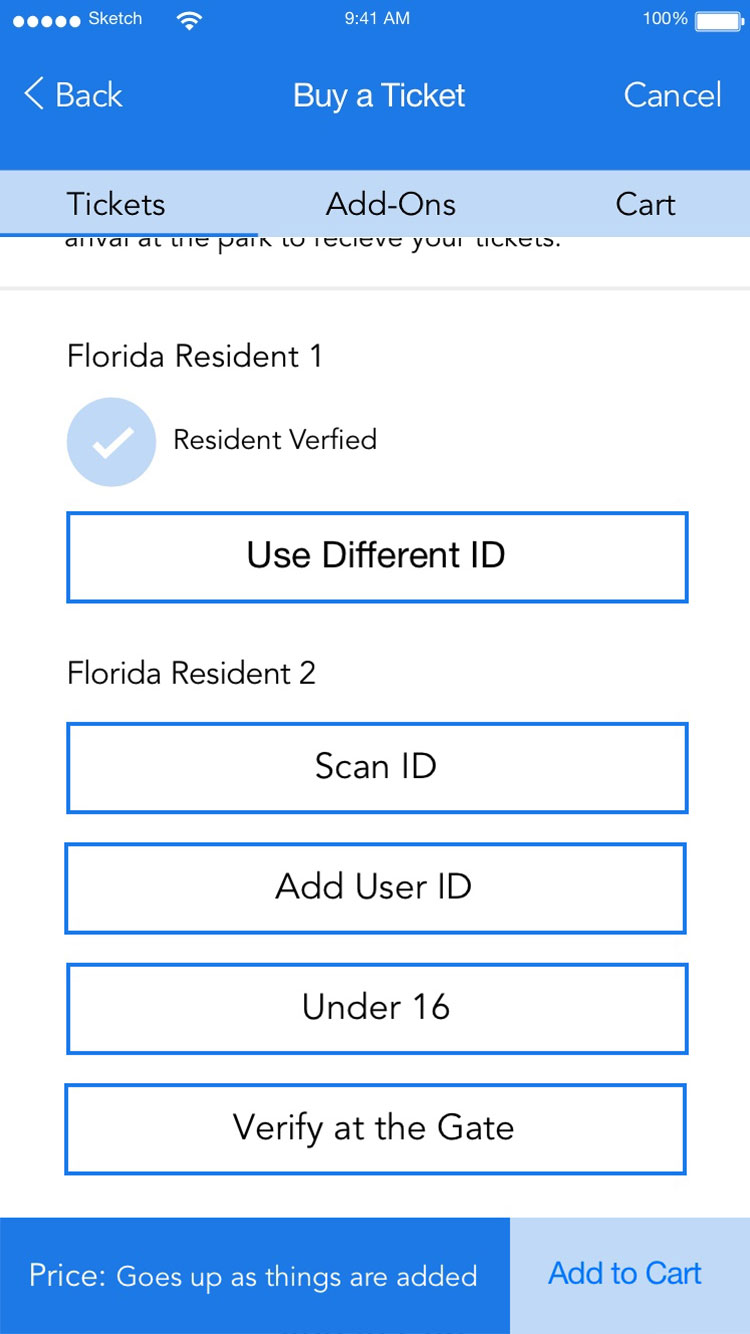 Sketch 9:41 AM 100%
Back Buy a Ticket Cancel
Tickets Add-Ons Cart
at the park to recieve your tickets.
Florida Resident 1
Resident Verfied
Use Different ID
Florida Resident 2
Scan ID
Add User ID
Under 16
Verify at the Gate
Price: Goes up as things are added Add to Cart